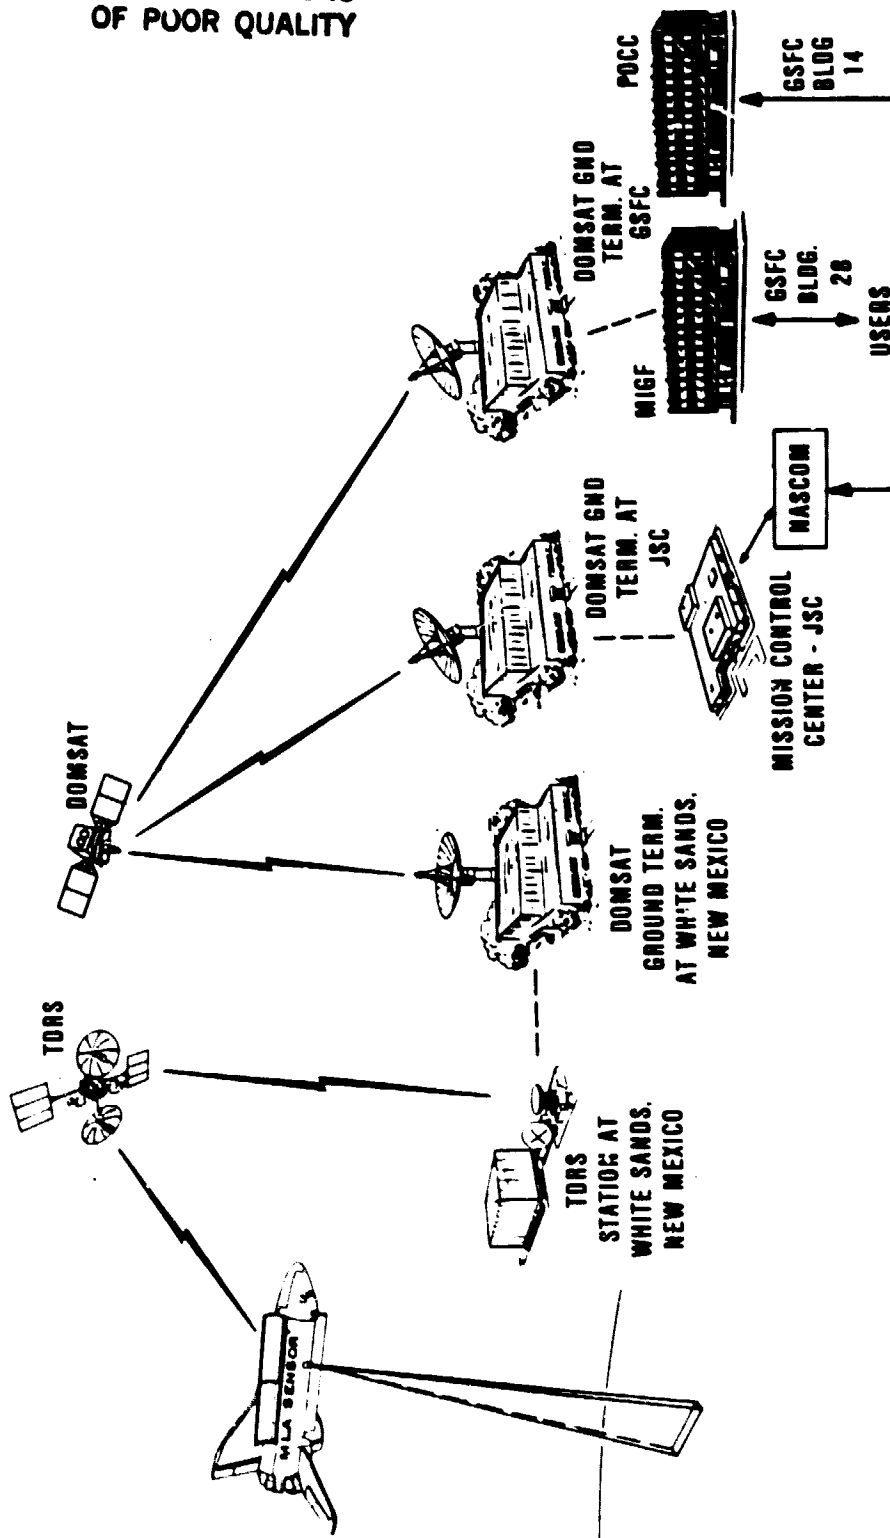 OF POOR QUALITY
MLA SENSOR
TDRS
DOMSAT
TDRS
STATION AT
WHITE SANDS,
NEW MEXICO
DOMSAT
GROUND TERM.
AT WHITE SANDS,
NEW MEXICO
DOMSAT GND
TERM. AT
JSC
MISSION CONTROL
CENTER - JSC
NASCOM
DOMSAT GND
TERM. AT
GSFC
MIGF
GSFC
BLDG.
28
USERS
POCC
GSFC
BLDG
14